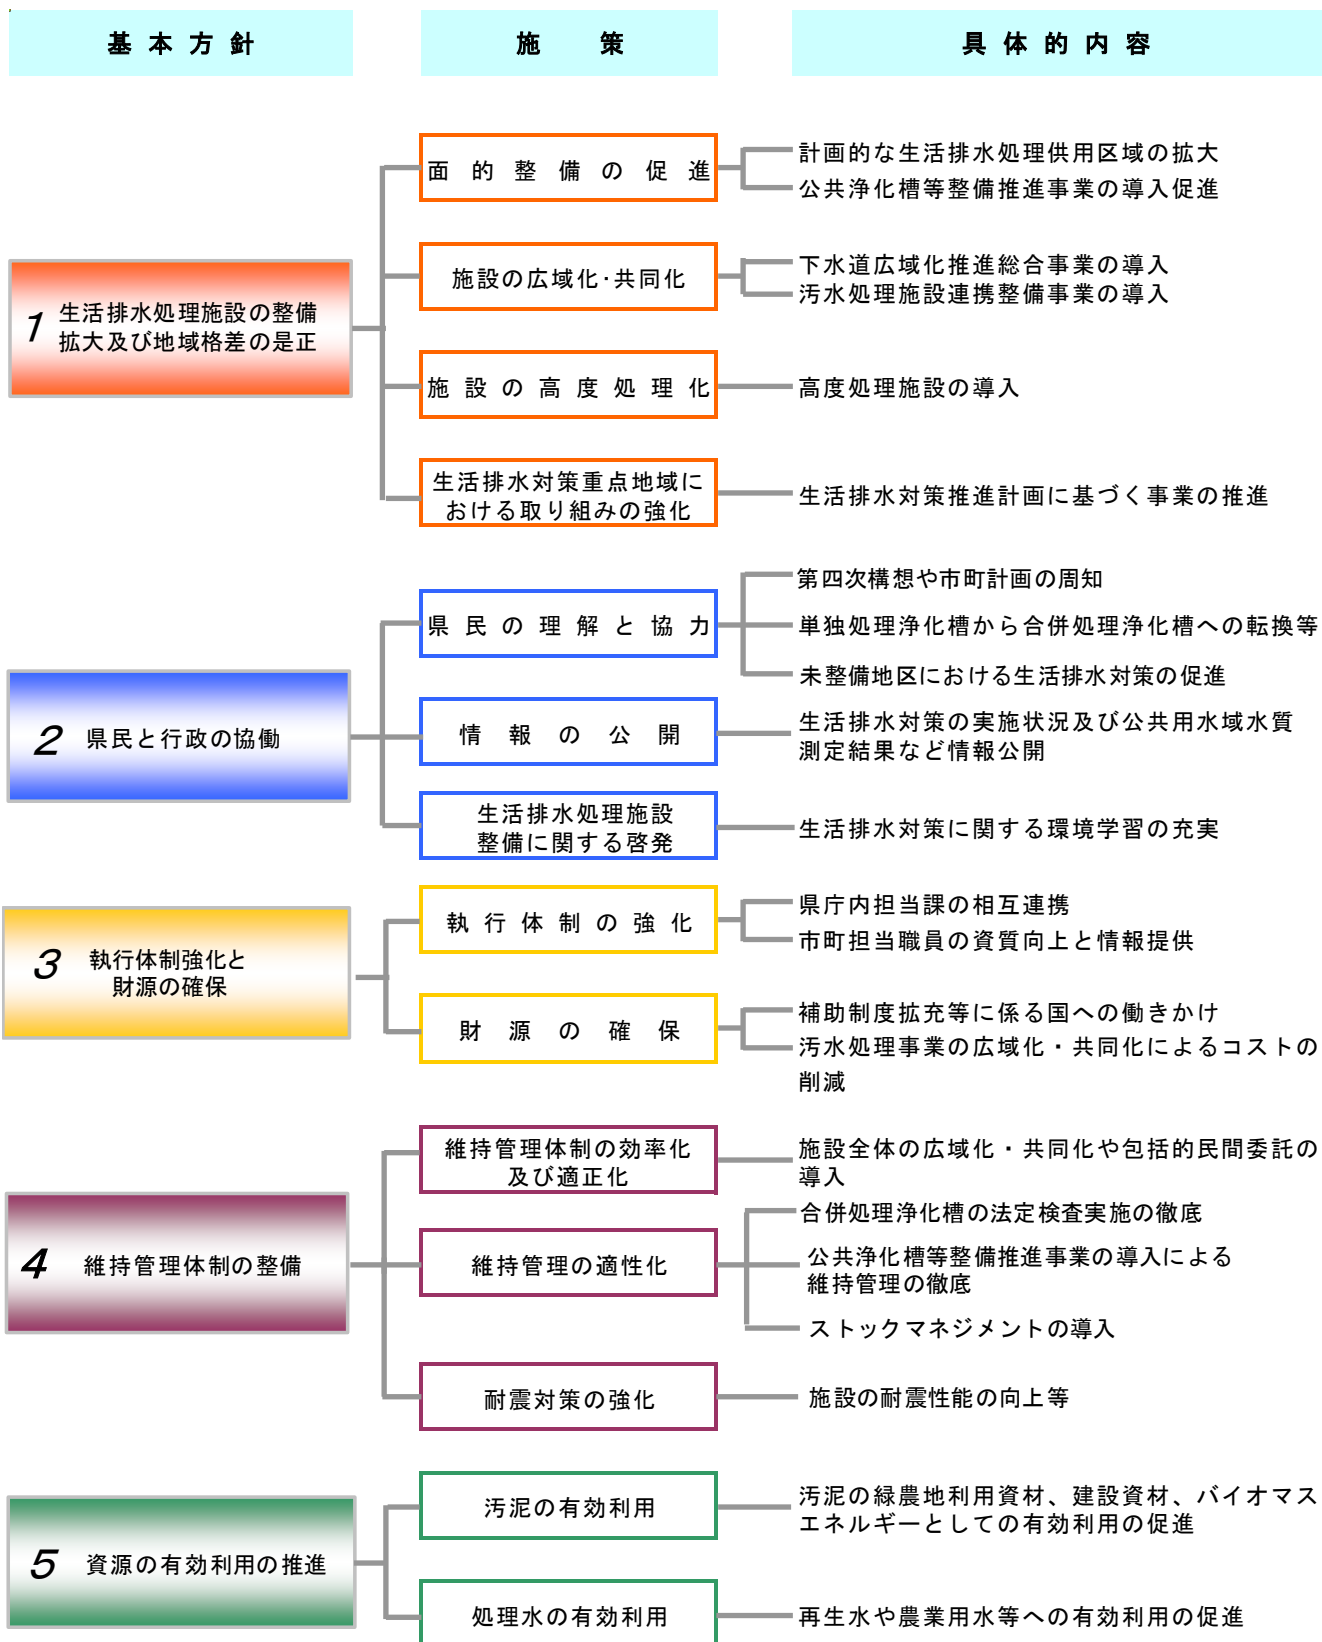 基本方針
施策
具体的内容
1 生活排水処理施設の整備
拡大及び地域格差の是正
面的整備の促進
計画的な生活排水処理供用区域の拡大
公共浄化槽等整備推進事業の導入促進
施設の広域化・共同化
下水道広域化推進総合事業の導入
汚水処理施設連携整備事業の導入
施設の高度処理化
高度処理施設の導入
生活排水対策重点地域に
おける取り組みの強化
生活排水対策推進計画に基づく事業の推進
2 県民と行政の協働
県民の理解と協力
第四次構想や市町計画の周知
単独処理浄化槽から合併処理浄化槽への転換等
未整備地区における生活排水対策の促進
情報の公開
生活排水対策の実施状況及び公共用水域水質
測定結果など情報公開
生活排水処理施設
整備に関する啓発
生活排水対策に関する環境学習の充実
3 執行体制強化と
財源の確保
執行体制の強化
県庁内担当課の相互連携
市町担当職員の資質向上と情報提供
財源の確保
補助制度拡充等に係る国への働きかけ
汚水処理事業の広域化・共同化によるコストの
削減
4 維持管理体制の整備
維持管理体制の効率化
及び適正化
施設全体の広域化・共同化や包括的民間委託の
導入
維持管理の適性化
合併処理浄化槽の法定検査実施の徹底
公共浄化槽等整備推進事業の導入による
維持管理の徹底
ストックマネジメントの導入
耐震対策の強化
施設の耐震性能の向上等
5 資源の有効利用の推進
汚泥の有効利用
汚泥の緑農地利用資材、建設資材、バイオマス
エネルギーとしての有効利用の促進
処理水の有効利用
再生水や農業用水等への有効利用の促進